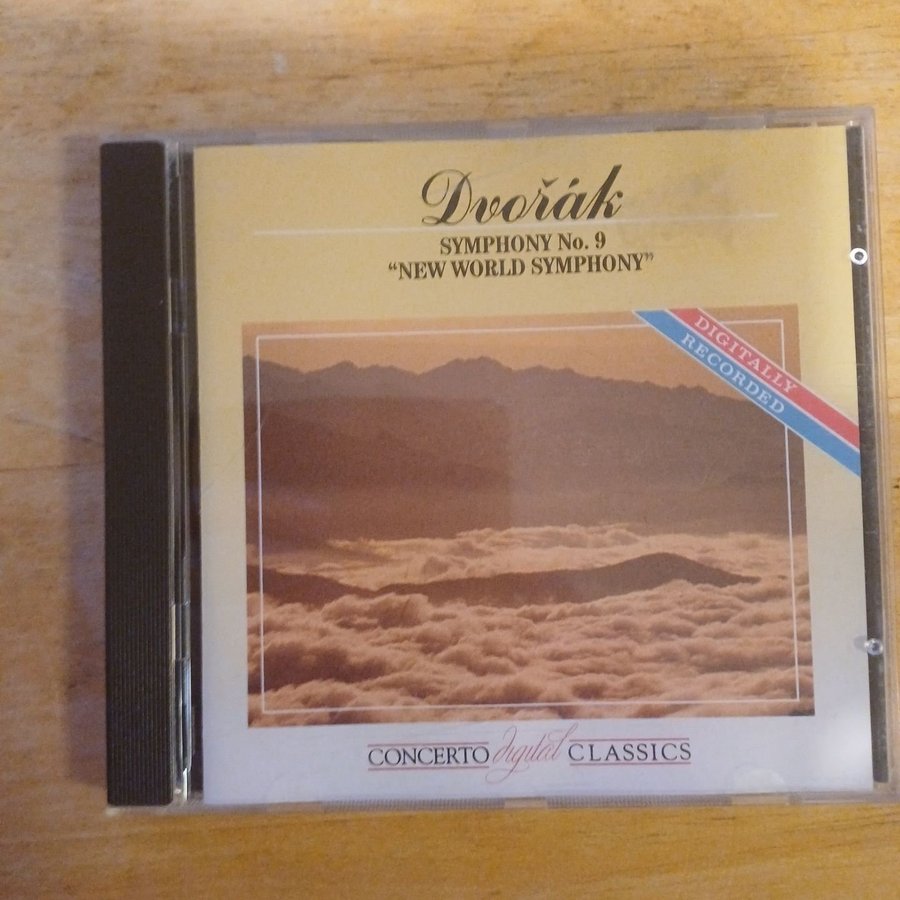 Dvořák
SYMPHONY No. 9
“NEW WORLD SYMPHONY”
DIGITALLY
RECORDED
CONCERTO digital CLASSICS